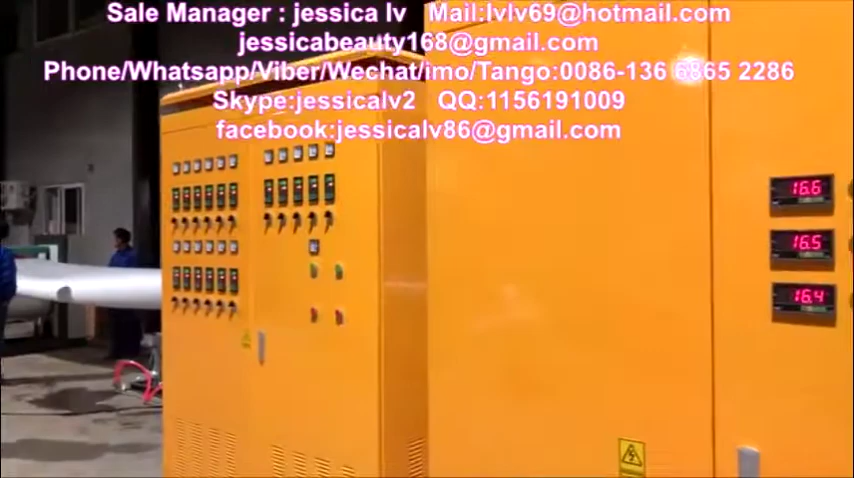 Sale Manager : jessica lv Mail:lvlv69@hotmail.com
jessicabeauty168@gmail.com
Phone/Whatsapp/Viber/Wechat/imo/Tango:0086-136 6865 2286
Skype:jessicalv2 QQ:1156191009
facebook:jessicalv86@gmail.com
16.6
16.5
16.4